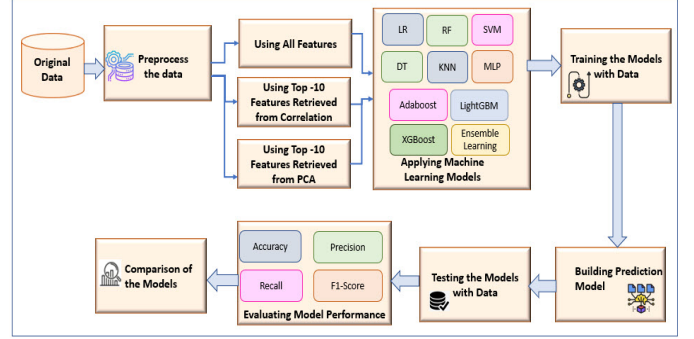 Original
Data
Preprocess
the data
Using All Features
Using Top -10
Features Retrieved
from Correlation
Using Top -10
Features Retrieved
from PCA
LR
RF
SVM
DT
KNN
MLP
Adaboost
LightGBM
XGBoost
Ensemble
Learning
Applying Machine
Learning Models
Training the Models
with Data
Building Prediction
Model
Testing the Models
with Data
Accuracy
Precision
Recall
F1-Score
Evaluating Model Performance
Comparison of
the Models